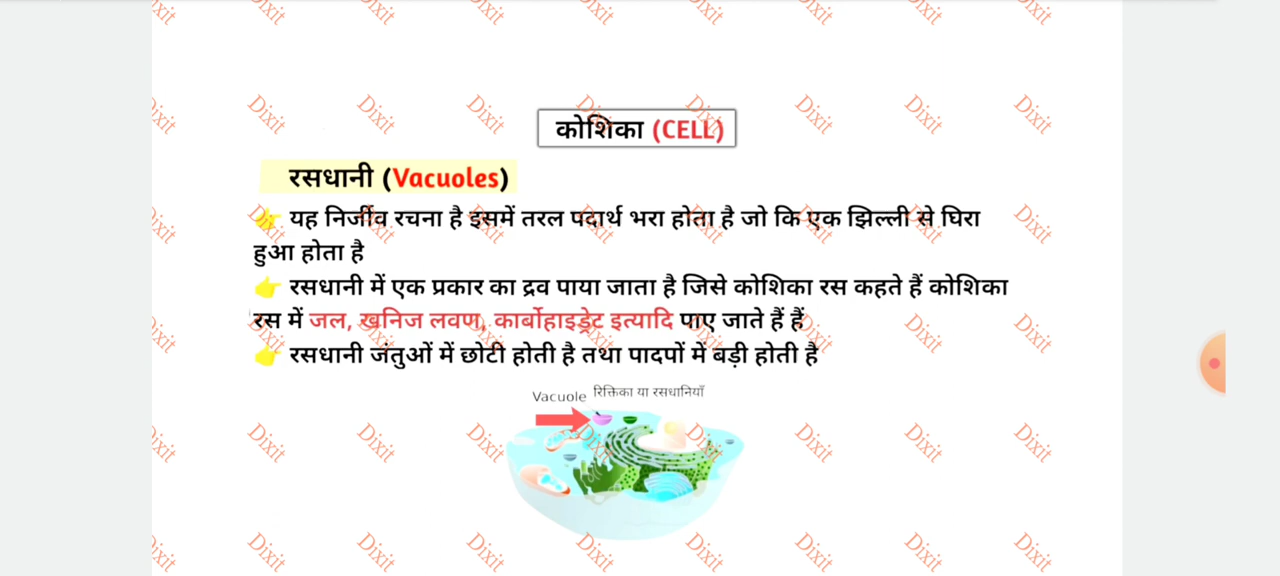 कोशिका (CELL)
रसधानी (Vacuoles)
👉 यह निर्जीव रचना है इसमें तरल पदार्थ भरा होता है जो कि एक झिल्ली से घिरा
हुआ होता है
👉 रसधानी में एक प्रकार का द्रव पाया जाता है जिसे कोशिका रस कहते हैं कोशिका
रस में जल, खनिज लवण, कार्बोहाइड्रेट इत्यादि पाए जाते हैं हैं
👉 रसधानी जंतुओं में छोटी होती है तथा पादपों में बड़ी होती है
Vacuole रिक्तिका या रसधानियाँ
Dixit